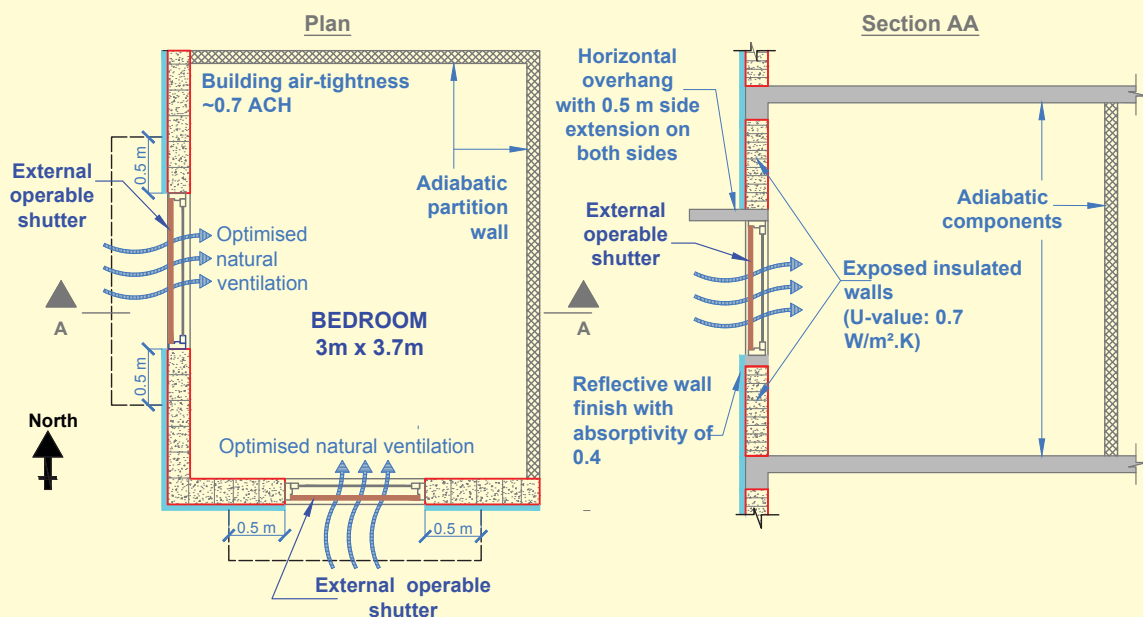 Plan
Building air-tightness
~0.7 ACH
0.5 m
External
operable
shutter
Optimised
natural
ventilation
Adiabatic
partition
wall
A
A
BEDROOM
3m x 3.7m
0.5 m
North
Optimised natural ventilation
0.5 m
0.5 m
External operable
shutter
Section AA
Horizontal
overhang
with 0.5 m side
extension on
both sides
External
operable
shutter
Adiabatic
components
Exposed insulated
walls
(U-value: 0.7
W/m².K)
Reflective wall
finish with
absorptivity of
0.4